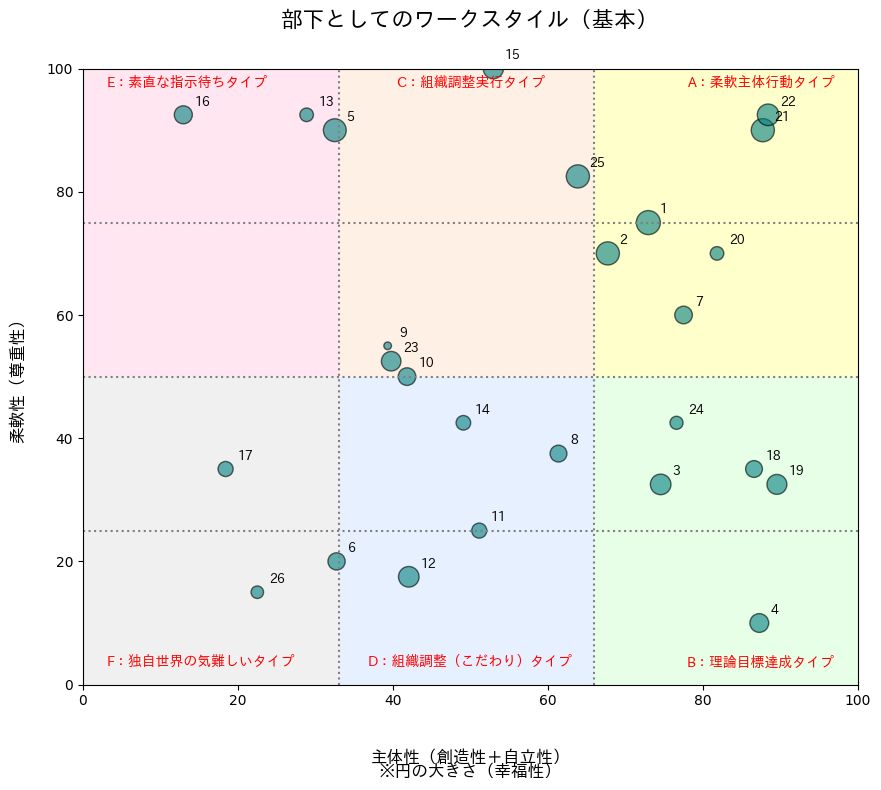 部下としてのワークスタイル（基本）
15
100
E：素直な指示待ちタイプ
C：組織調整実行タイプ
A：柔軟主体行動タイプ
16
13
5
22
21
25
80
1
2
20
7
60
9
23
10
柔軟性（尊重性）
40
14
24
8
17
3
18
19
11
20
6
12
26
4
F：独自世界の気難しいタイプ
D：組織調整（こだわり）タイプ
B：理論目標達成タイプ
0
0 20 40 60 80 100
主体性（創造性＋自立性）
※円の大きさ（幸福性）